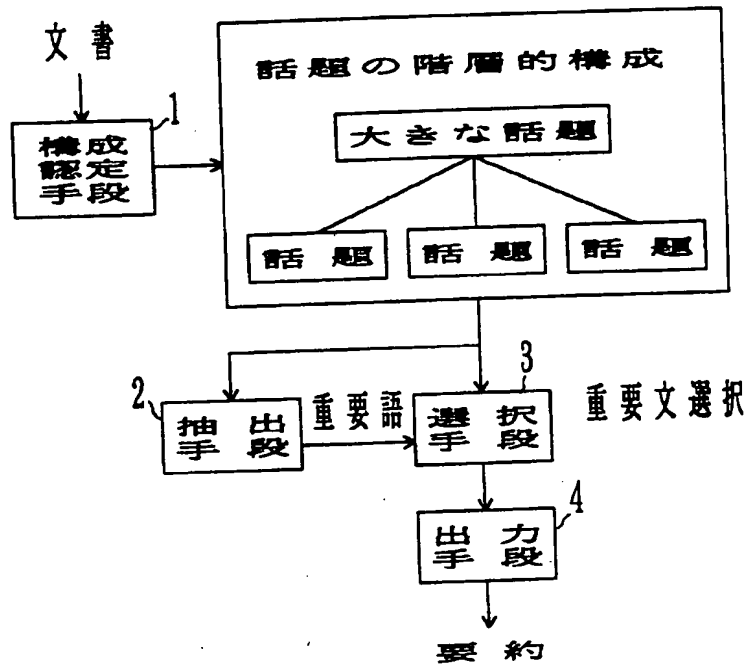 文書
1
構成
認定
手段
話題の階層的構成
大きな話題
話題
話題
話題
2
抽出
手段
重要語
3
選択
手段
重要文選択
4
出力
手段
要約